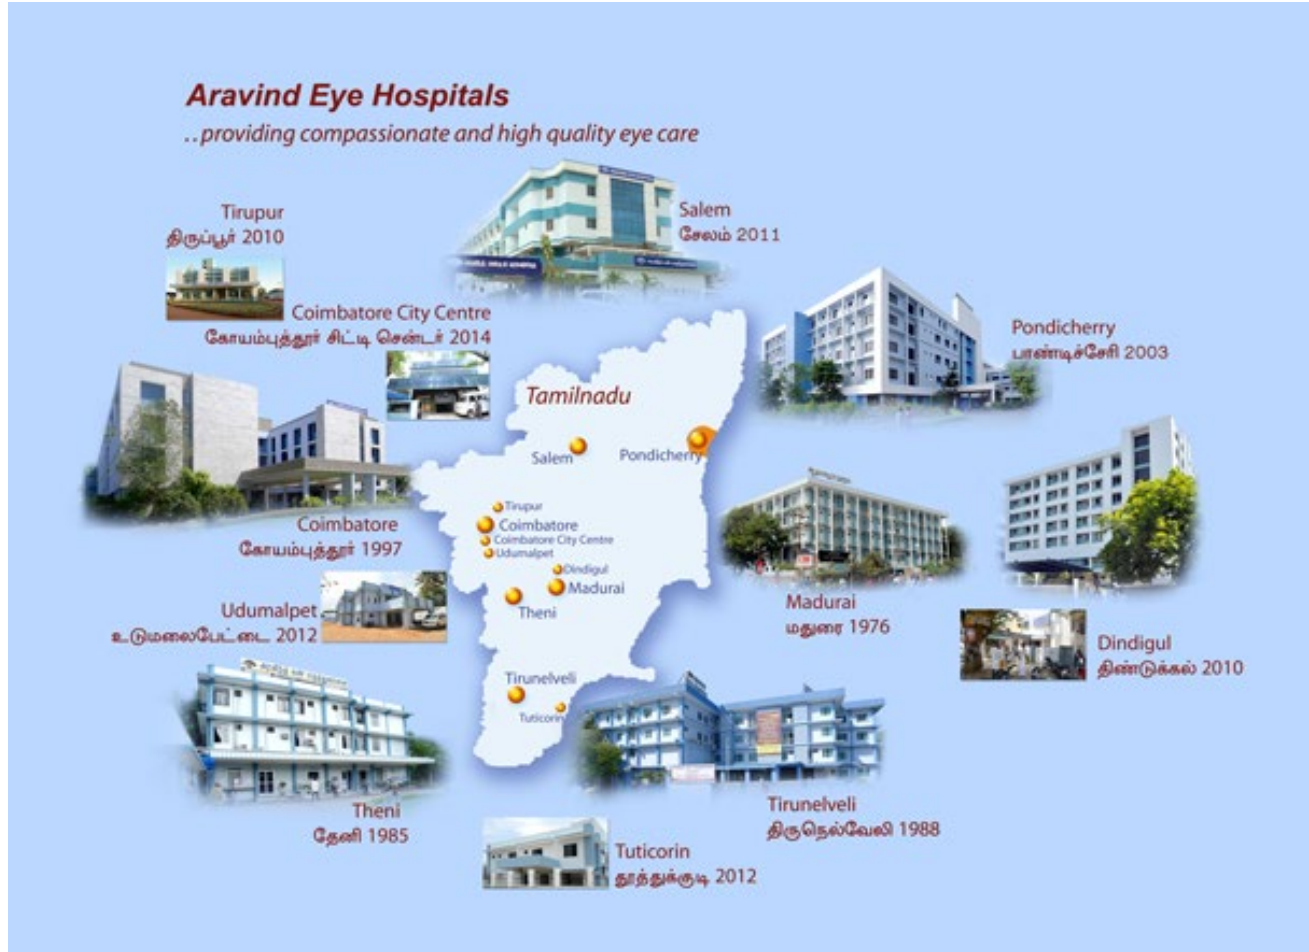 Aravind Eye Hospitals
..providing compassionate and high quality eye care
Tirupur
திருப்பூர் 2010
Salem
சேலம் 2011
Coimbatore City Centre
கோயம்புத்தூர் சிட்டி சென்டர் 2014
Pondicherry
பாண்டிச்சேரி 2003
Tamilnadu
Salem
Pondicherry
Tirupur
Coimbatore
Coimbatore City Centre
Udumalpet
Dindigul
Madurai
Theni
Tirunelveli
Tuticorin
Coimbatore
கோயம்புத்தூர் 1997
Udumalpet
உடுமலைபேட்டை 2012
Madurai
மதுரை 1976
Dindigul
திண்டுக்கல் 2010
Theni
தேனி 1985
Tirunelveli
திருநெல்வேலி 1988
Tuticorin
தூத்துக்குடி 2012